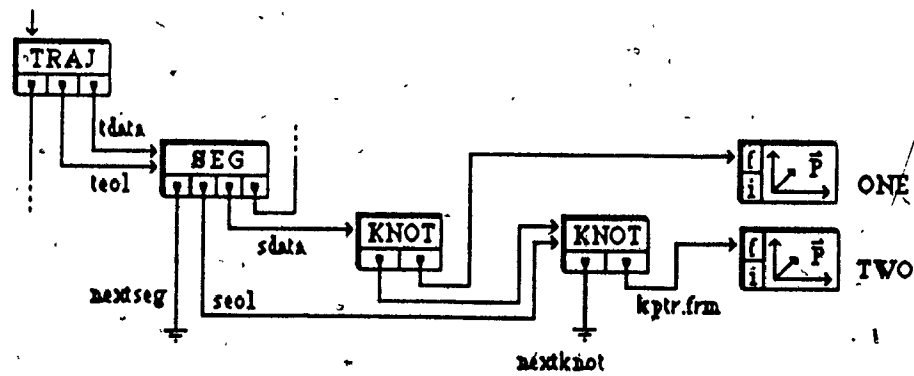 TRAJ
tdata
teol
SEG
nextseg
seol
sdata
KNOT
KNOT
nextknot
kptr.frm
f
i
p
ONE
f
i
p
TWO